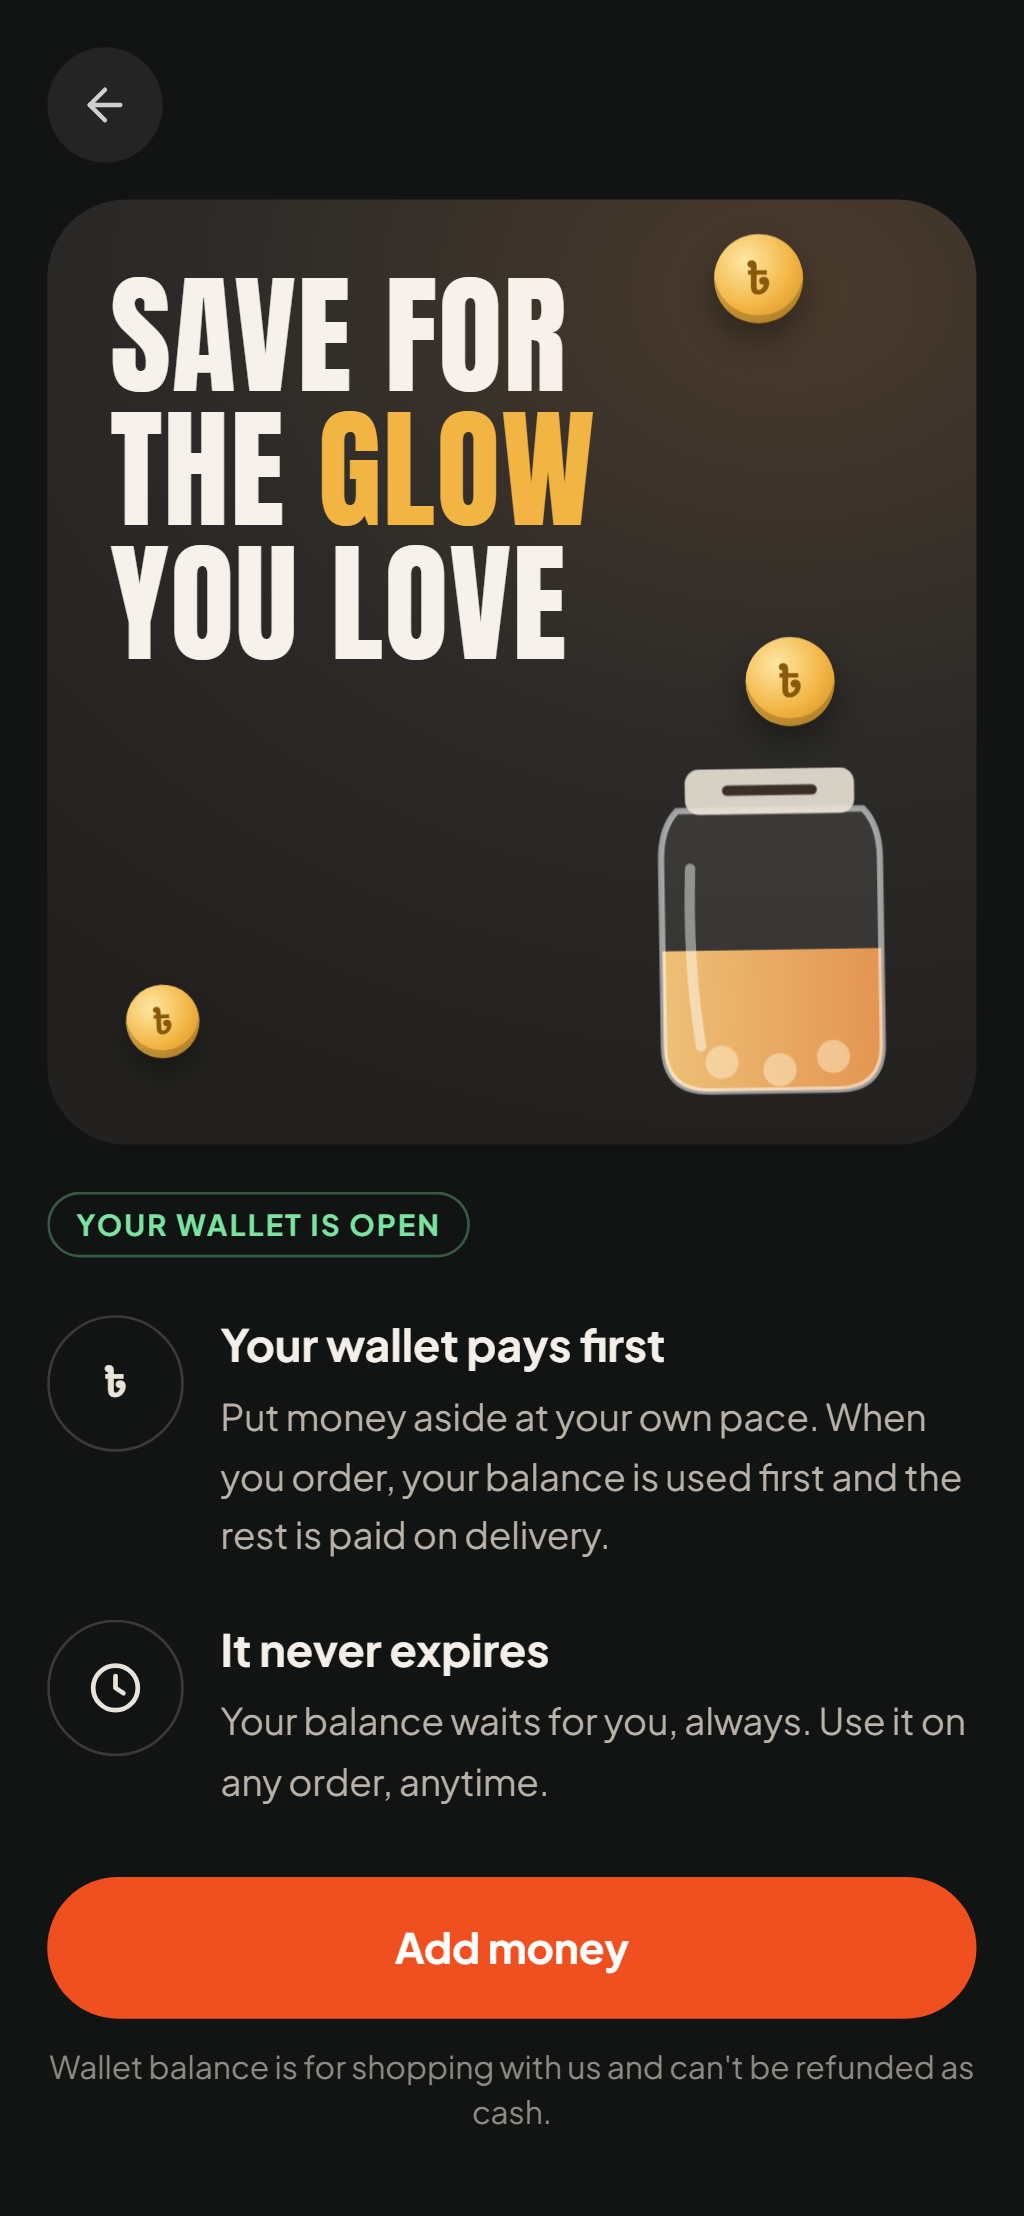 SAVE FOR
৳
THE GLOW
YOU LOVE
৳
৳
YOUR WALLET IS OPEN
৳
Your wallet pays first
Put money aside at your own pace. When
you order, your balance is used first and the
rest is paid on delivery.
It never expires
Your balance waits for you, always. Use it on
any order, anytime.
Add money
Wallet balance is for shopping with us and can't be refunded as
cash.